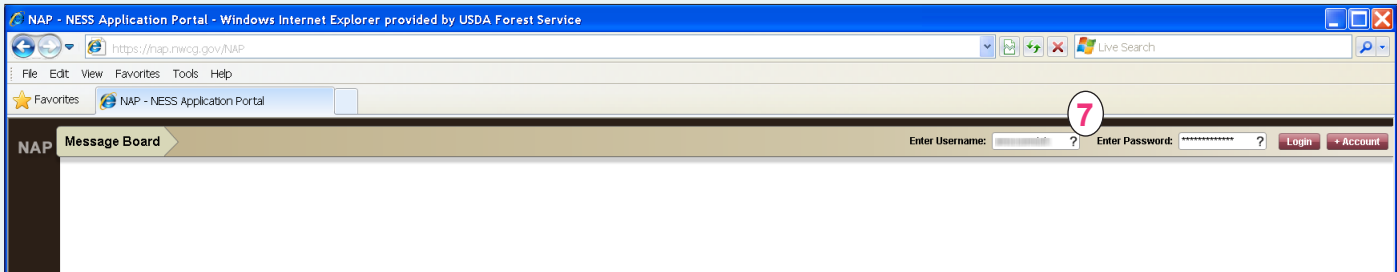 NAP - NESS Application Portal - Windows Internet Explorer provided by USDA Forest Service
https://nap.nwcg.gov/NAP
Live Search
File Edit View Favorites Tools Help
Favorites NAP - NESS Application Portal
7
NAP Message Board Enter Username: ? Enter Password: ************* ? Login + Account